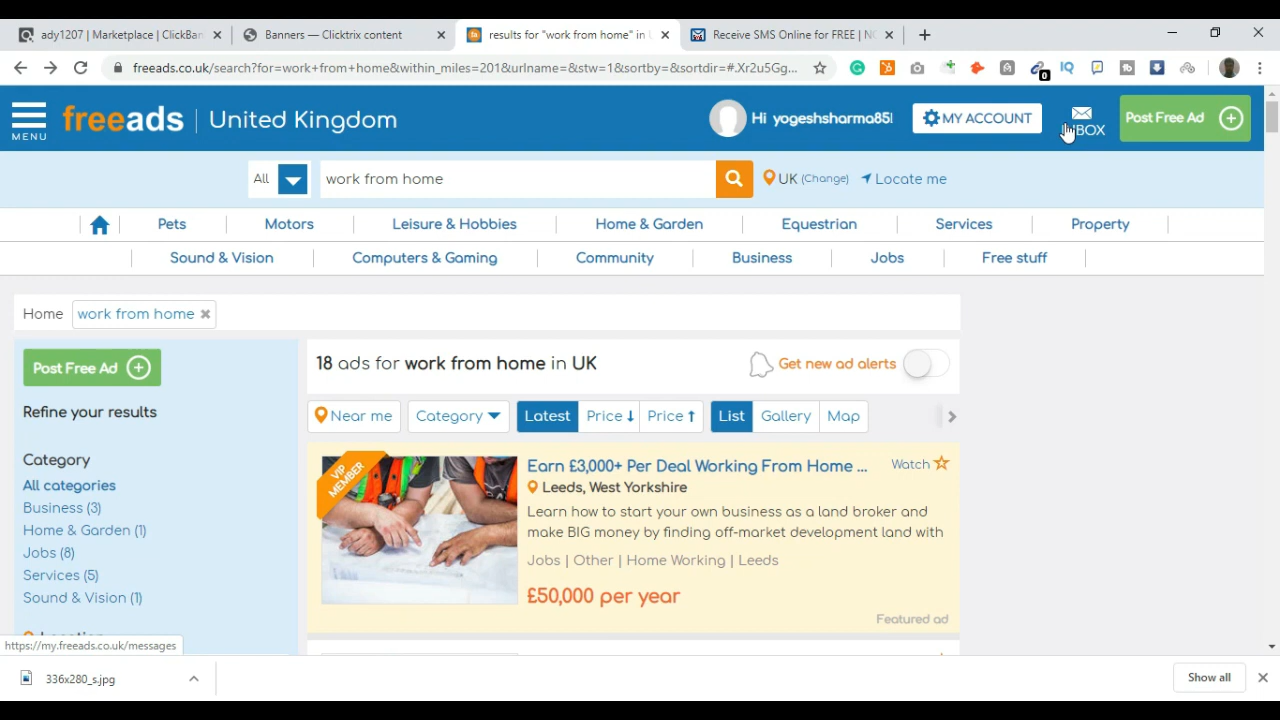 ady1207 | Marketplace | ClickBan
Banners — Clicktrix content
results for "work from home" in U
Receive SMS Online for FREE | NO
freeads.co.uk/search?for=work+from+home&within_miles=201&urlname=&stw=1&sortby=&sortdir=#.Xr2u5Gg...
0
IQ
MENU
freeads
United Kingdom
Hi yogeshsharma85
MY ACCOUNT
INBOX
Post Free Ad
All
work from home
UK (Change)
Locate me
Pets
Motors
Leisure & Hobbies
Home & Garden
Equestrian
Services
Property
Sound & Vision
Computers & Gaming
Community
Business
Jobs
Free stuff
Home
work from home
Post Free Ad
18 ads for work from home in UK
Get new ad alerts
Refine your results
Near me
Category
Latest
Price
Price
List
Gallery
Map
Category
All categories
Business (3)
Home & Garden (1)
Jobs (8)
Services (5)
Sound & Vision (1)
Location
VIP
MEMBER
Earn £3,000+ Per Deal Working From Home ...
Watch
Leeds, West Yorkshire
Learn how to start your own business as a land broker and
make BIG money by finding off-market development land with
Jobs | Other | Home Working | Leeds
£50,000 per year
Featured ad
https://my.freeads.co.uk/messages
336x280_s.jpg
Show all